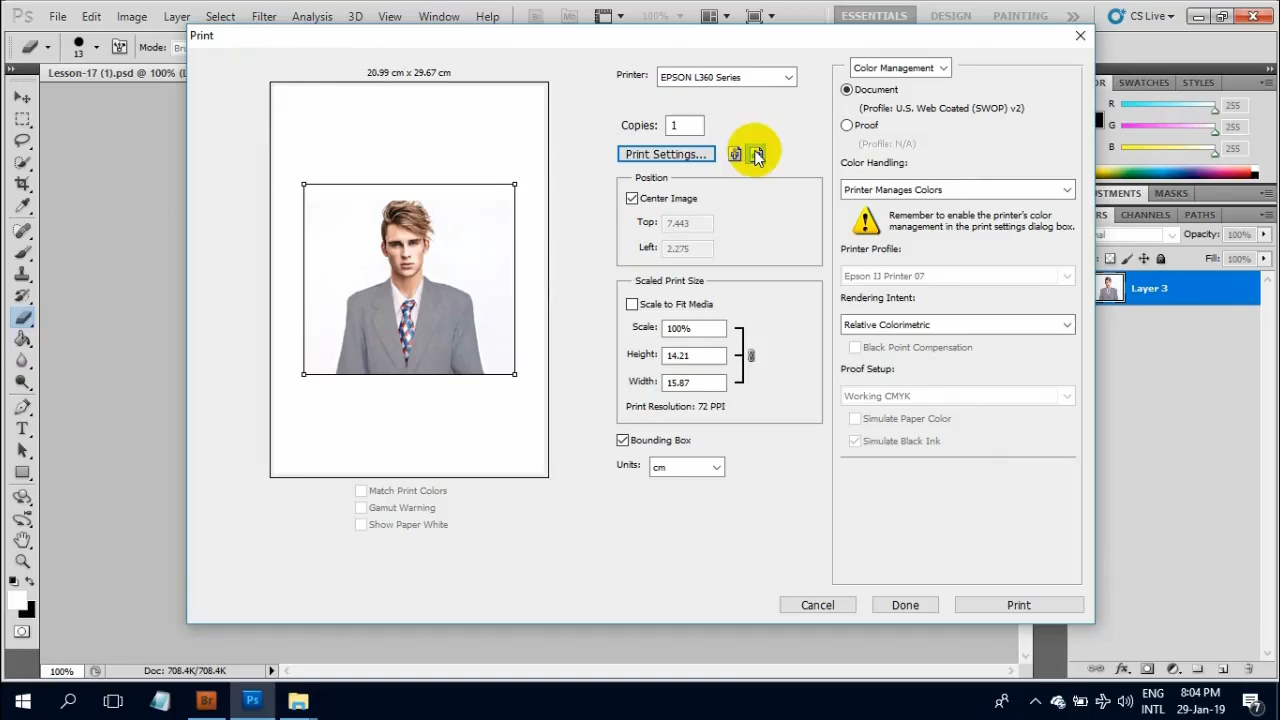 Ps File Edit Image Layer Select Filter Analysis 3D View Window Help Br Mb 100% ESSENTIALS DESIGN PAINTING CS Live
13 Mode:
Lesson-17 (1).psd @ 100%
Print
20.99 cm x 29.67 cm
Printer: EPSON L360 Series
Copies: 1
Print Settings...
Position
Center Image
Top: 7.443
Left: 2.275
Scaled Print Size
Scale to Fit Media
Scale: 100%
Height: 14.21
Width: 15.87
Print Resolution: 72 PPI
Bounding Box
Units: cm
Match Print Colors
Gamut Warning
Show Paper White
Color Management
Document
(Profile: U.S. Web Coated (SWOP) v2)
Proof
(Profile: N/A)
Color Handling:
Printer Manages Colors
Remember to enable the printer's color
management in the print settings dialog box.
Printer Profile:
Epson IJ Printer 07
Rendering Intent:
Relative Colorimetric
Black Point Compensation
Proof Setup:
Working CMYK
Simulate Paper Color
Simulate Black Ink
Cancel Done Print
SWATCHES STYLES
R 255
G 255
B 255
MASKS
CHANNELS PATHS
Opacity: 100%
Fill: 100%
Layer 3
100% Doc: 708.4K/708.4K
Br Ps
ENG
INTL
8:04 PM
29-Jan-19
7